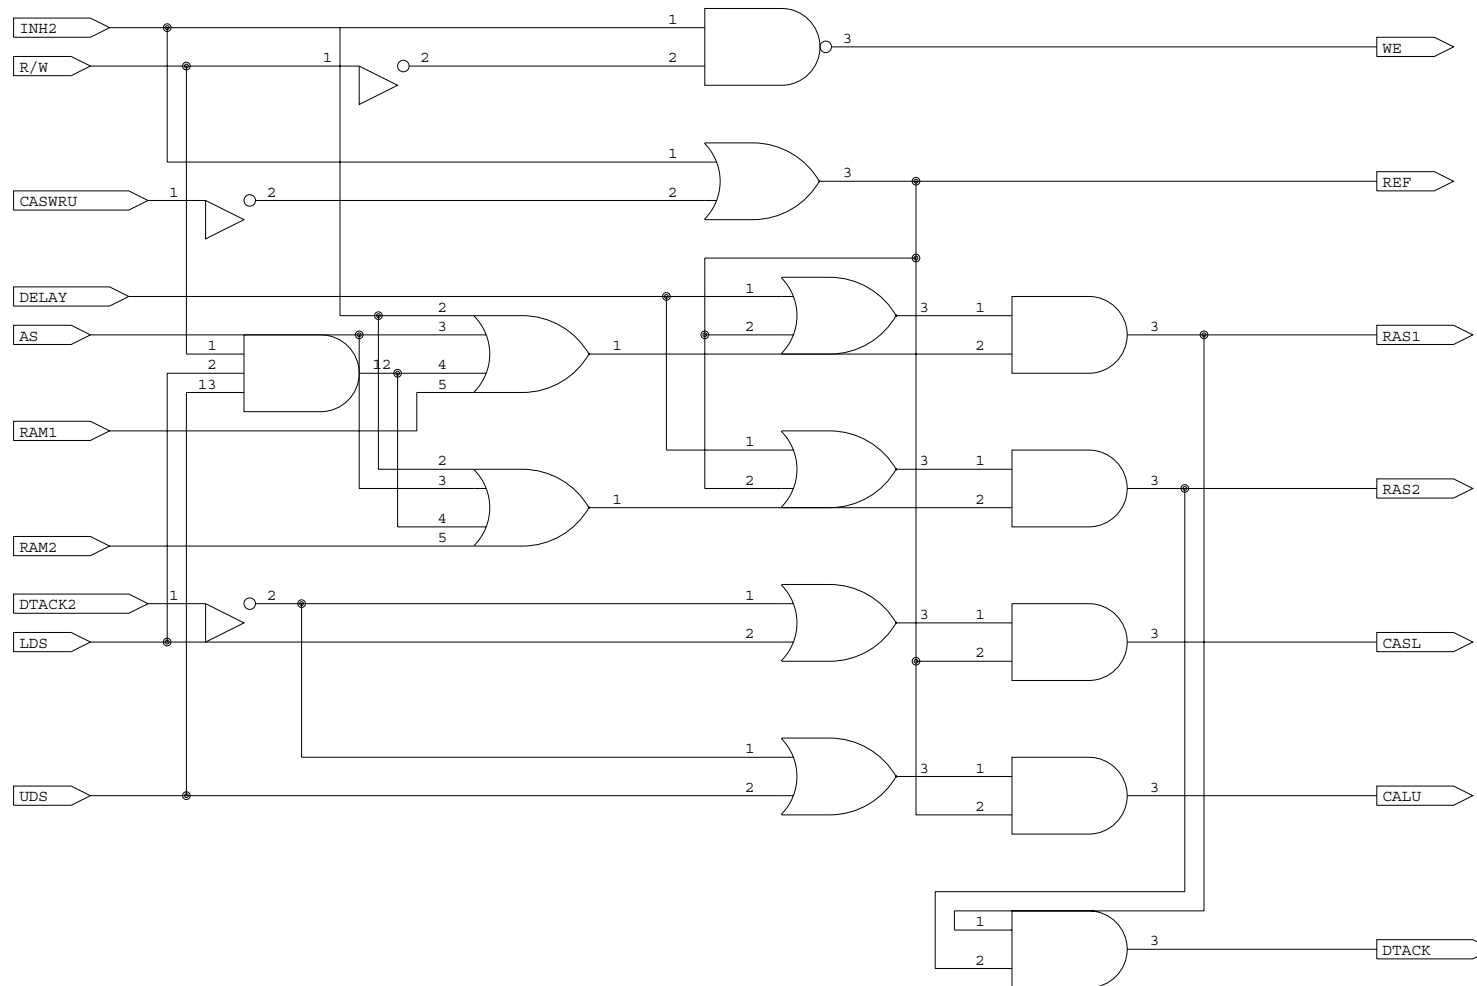 INH2 1 3 WE
R/W 1 2 2
1 3 REF
CASWRU 1 2 2
DELAY 1 3 1
AS 2 3 2 3 RAS1
1 1 2
2 12 4
13 5
RAM1
1 3 1
2 2 3 RAS2
3 1 2
4
RAM2 5
DTACK2 1 2 1 3 1
LDS 2 3 CASL
2
1 3 1
UDS 2 3 CALU
2
1
3 DTACK
2